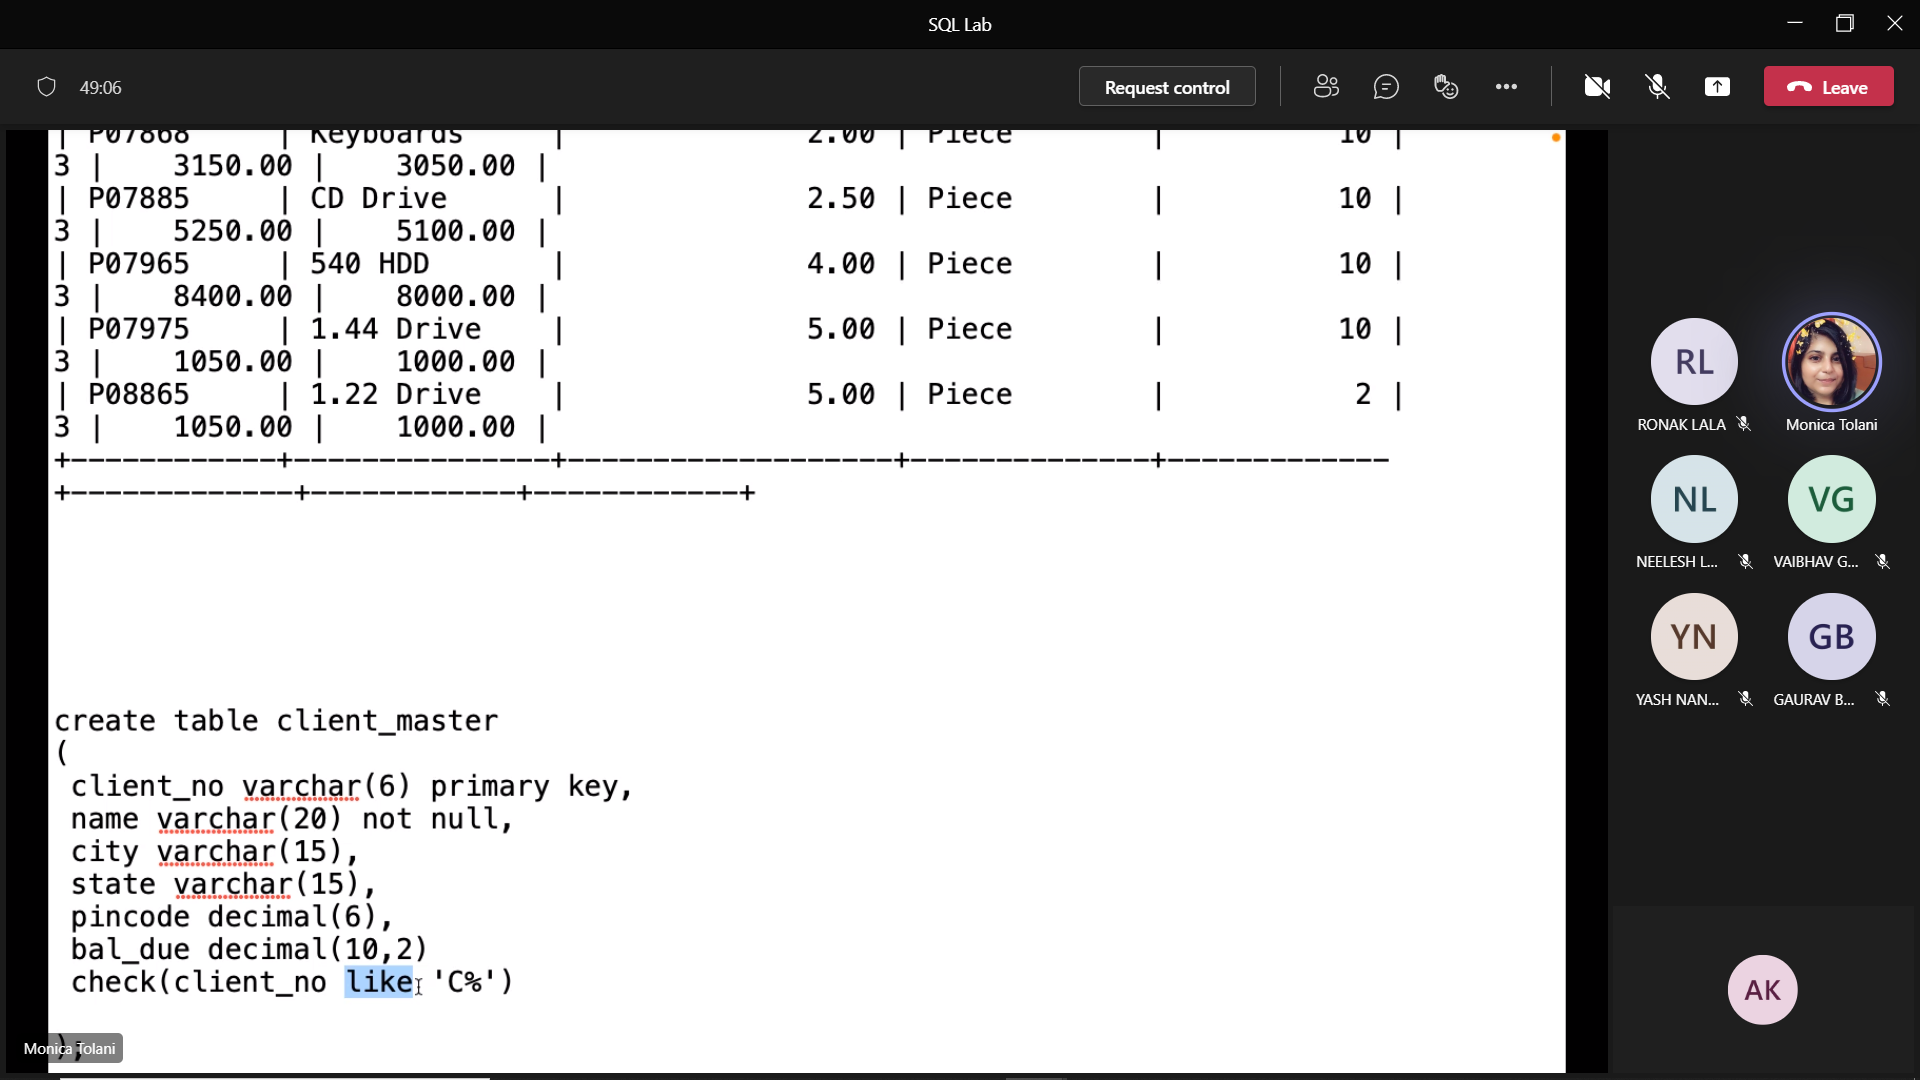 SQL Lab
49:06
Request control
Leave
| P07868 | Keyboards | 2.00 | Piece | 10 |
3 | 3150.00 | 3050.00 |
| P07885 | CD Drive | 2.50 | Piece | 10 |
3 | 5250.00 | 5100.00 |
| P07965 | 540 HDD | 4.00 | Piece | 10 |
3 | 8400.00 | 8000.00 |
| P07975 | 1.44 Drive | 5.00 | Piece | 10 |
3 | 1050.00 | 1000.00 |
| P08865 | 1.22 Drive | 5.00 | Piece | 2 |
3 | 1050.00 | 1000.00 |
+-------------+----------------+--------------------+---------------+-------------
+--------------+-------------+-------------+
create table client_master
(
client_no varchar(6) primary key,
name varchar(20) not null,
city varchar(15),
state varchar(15),
pincode decimal(6),
bal_due decimal(10,2)
check(client_no like 'C%')
);
Monica Tolani
RL
RONAK LALA
Monica Tolani
NL
NEELESH L...
VG
VAIBHAV G...
YN
YASH NAN...
GB
GAURAV B...
AK